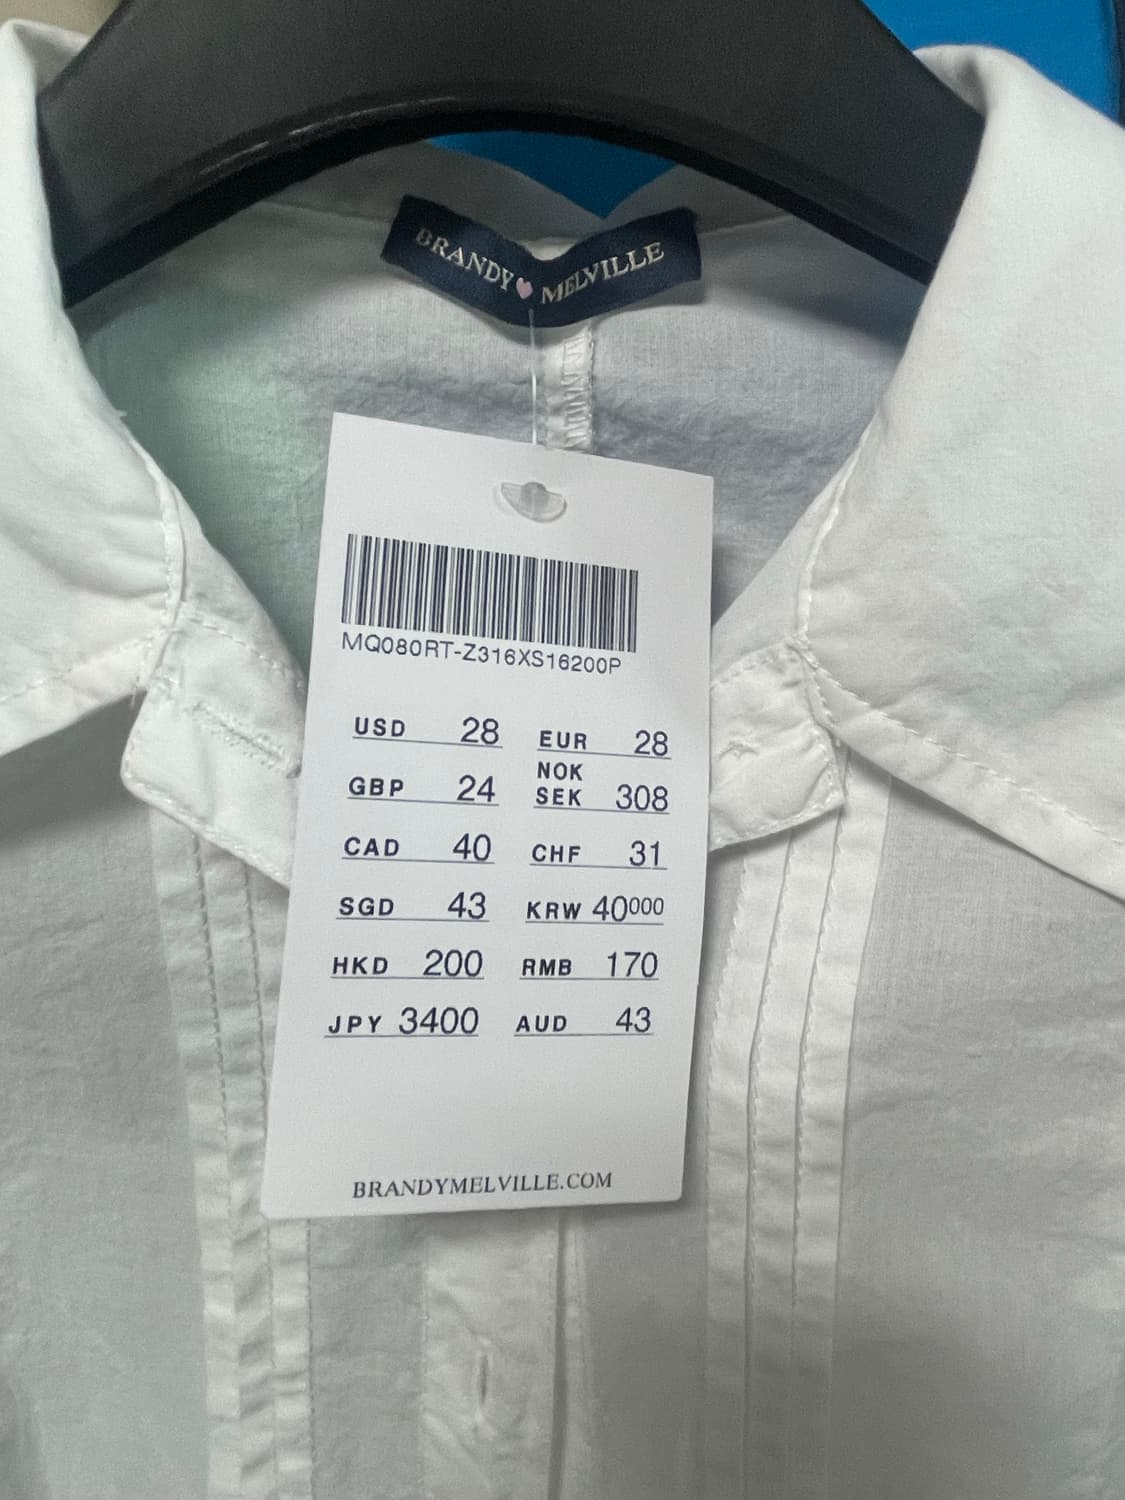 BRANDY MELVILLE
MQ080RT-Z316XS16200P
USD 28 EUR 28
NOK
GBP 24 SEK 308
CAD 40 CHF 31
SGD 43 KRW 40000
HKD 200 RMB 170
JPY 3400 AUD 43
BRANDYMELVILLE.COM